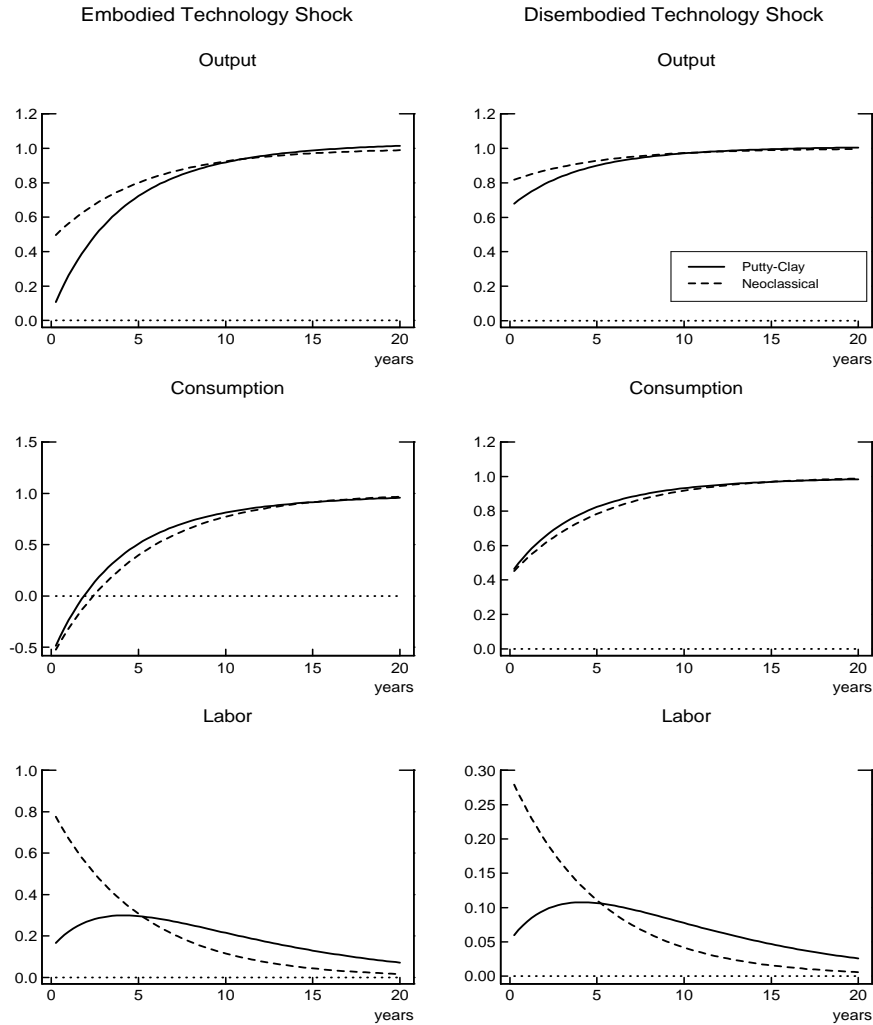 Embodied Technology Shock
Disembodied Technology Shock
Output
1.2
1.0
0.8
0.6
0.4
0.2
0.0
0 5 10 15 20
years
Output
1.2
1.0
0.8
0.6
0.4
0.2
0.0
Putty-Clay
Neoclassical
0 5 10 15 20
years
Consumption
1.5
1.0
0.5
0.0
-0.5
0 5 10 15 20
years
Consumption
1.2
1.0
0.8
0.6
0.4
0.2
0.0
0 5 10 15 20
years
Labor
1.0
0.8
0.6
0.4
0.2
0.0
0 5 10 15 20
years
Labor
0.30
0.25
0.20
0.15
0.10
0.05
0.00
0 5 10 15 20
years